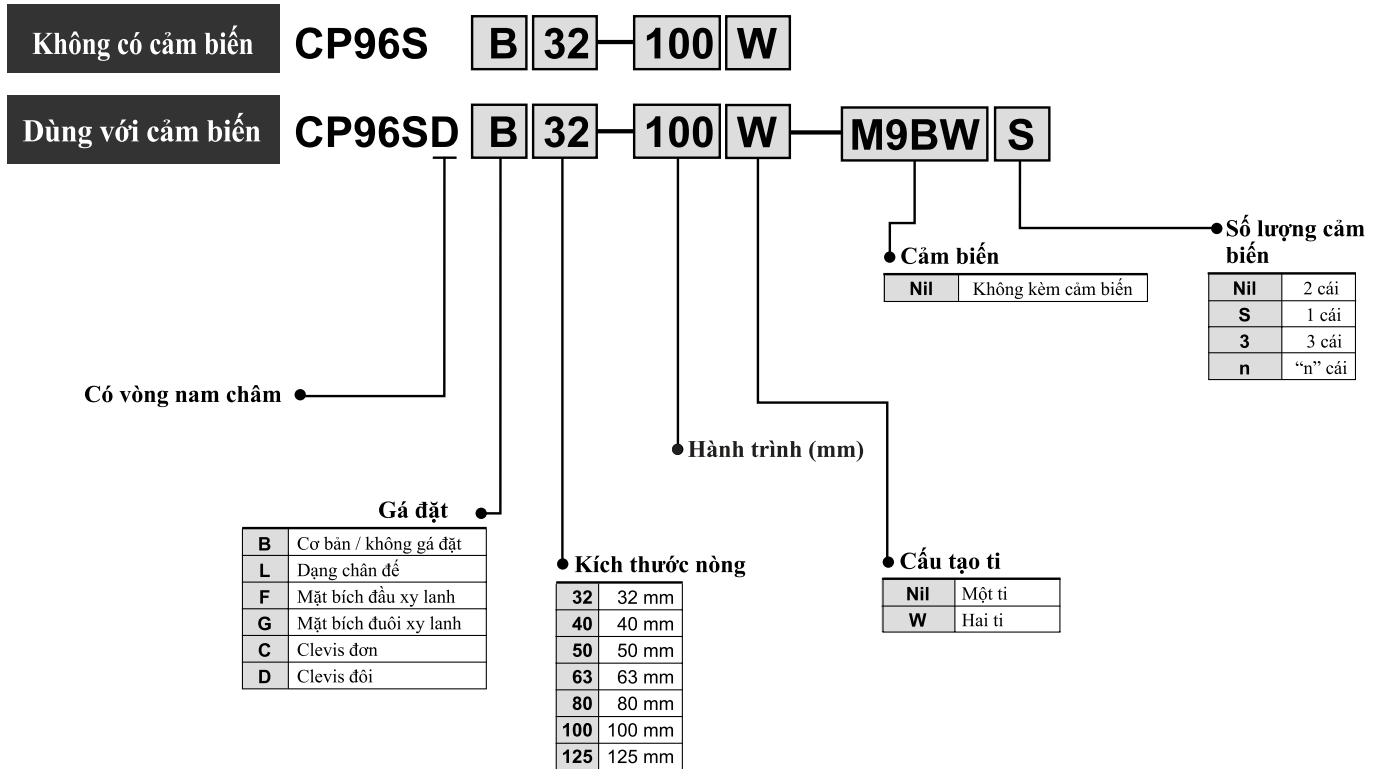 Không có cảm biến CP96S B 32 — 100 W
Dùng với cảm biến CP96SD B 32 — 100 W — M9BW S
Số lượng cảm
biến
Nil 2 cái
S 1 cái
3 3 cái
n “n” cái
Cảm biến
Nil Không kèm cảm biến
Có vòng nam châm
Hành trình (mm)
Gá đặt
B Cơ bản / không gá đặt
L Dạng chân đế
F Mặt bích đầu xy lanh
G Mặt bích đuôi xy lanh
C Clevis đơn
D Clevis đôi
Kích thước nòng
32 32 mm
40 40 mm
50 50 mm
63 63 mm
80 80 mm
100 100 mm
125 125 mm
Cấu tạo ti
Nil Một ti
W Hai ti